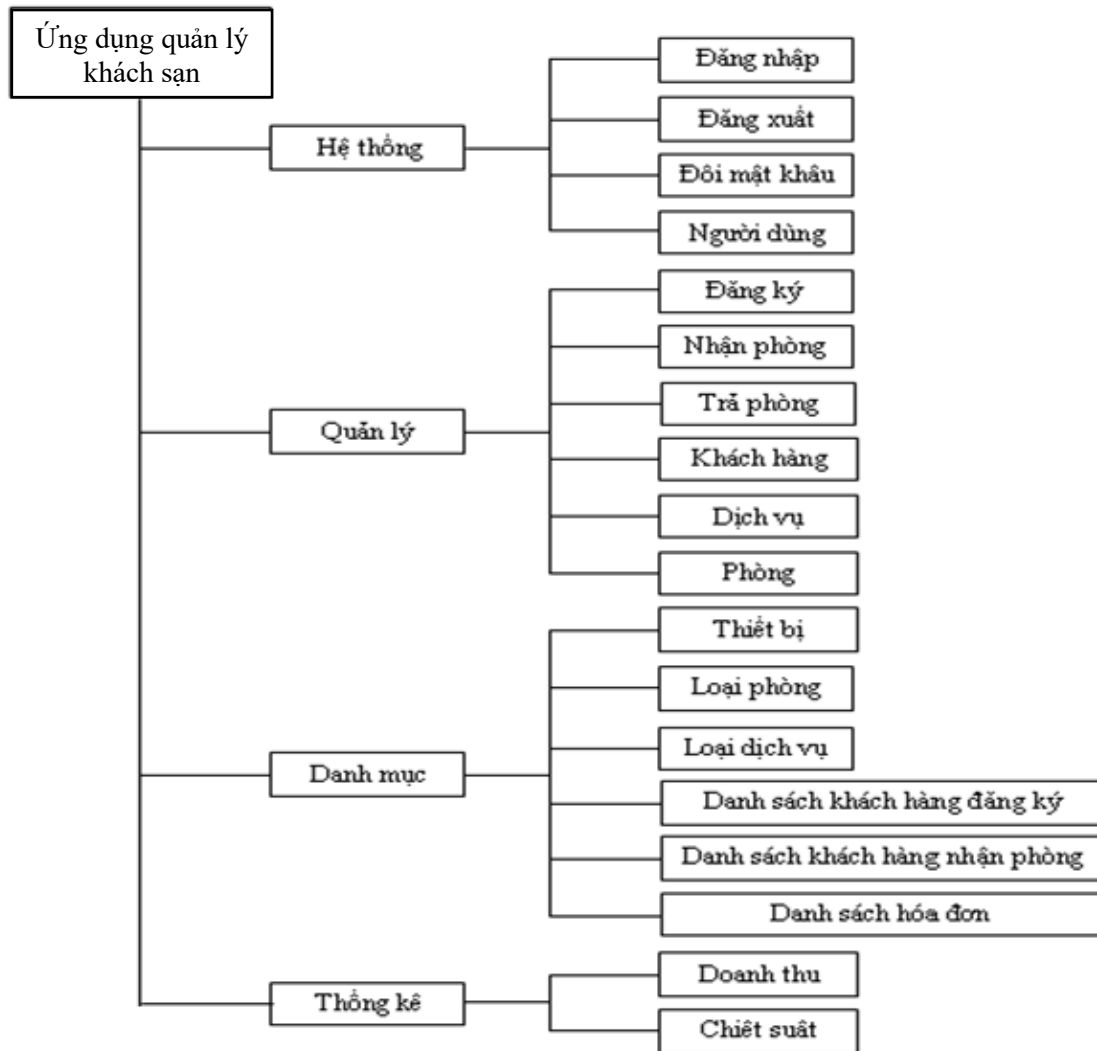 Ứng dụng quản lý
khách sạn
Hệ thống
Đăng nhập
Đăng xuất
Đôi mật khâu
Người dùng
Quản lý
Đăng ký
Nhận phòng
Trả phòng
Khách hàng
Dịch vụ
Phòng
Danh mục
Thiết bị
Loại phòng
Loại dịch vụ
Danh sách khách hàng đăng ký
Danh sách khách hàng nhận phòng
Danh sách hóa đơn
Thống kê
Doanh thu
Chiêt suât